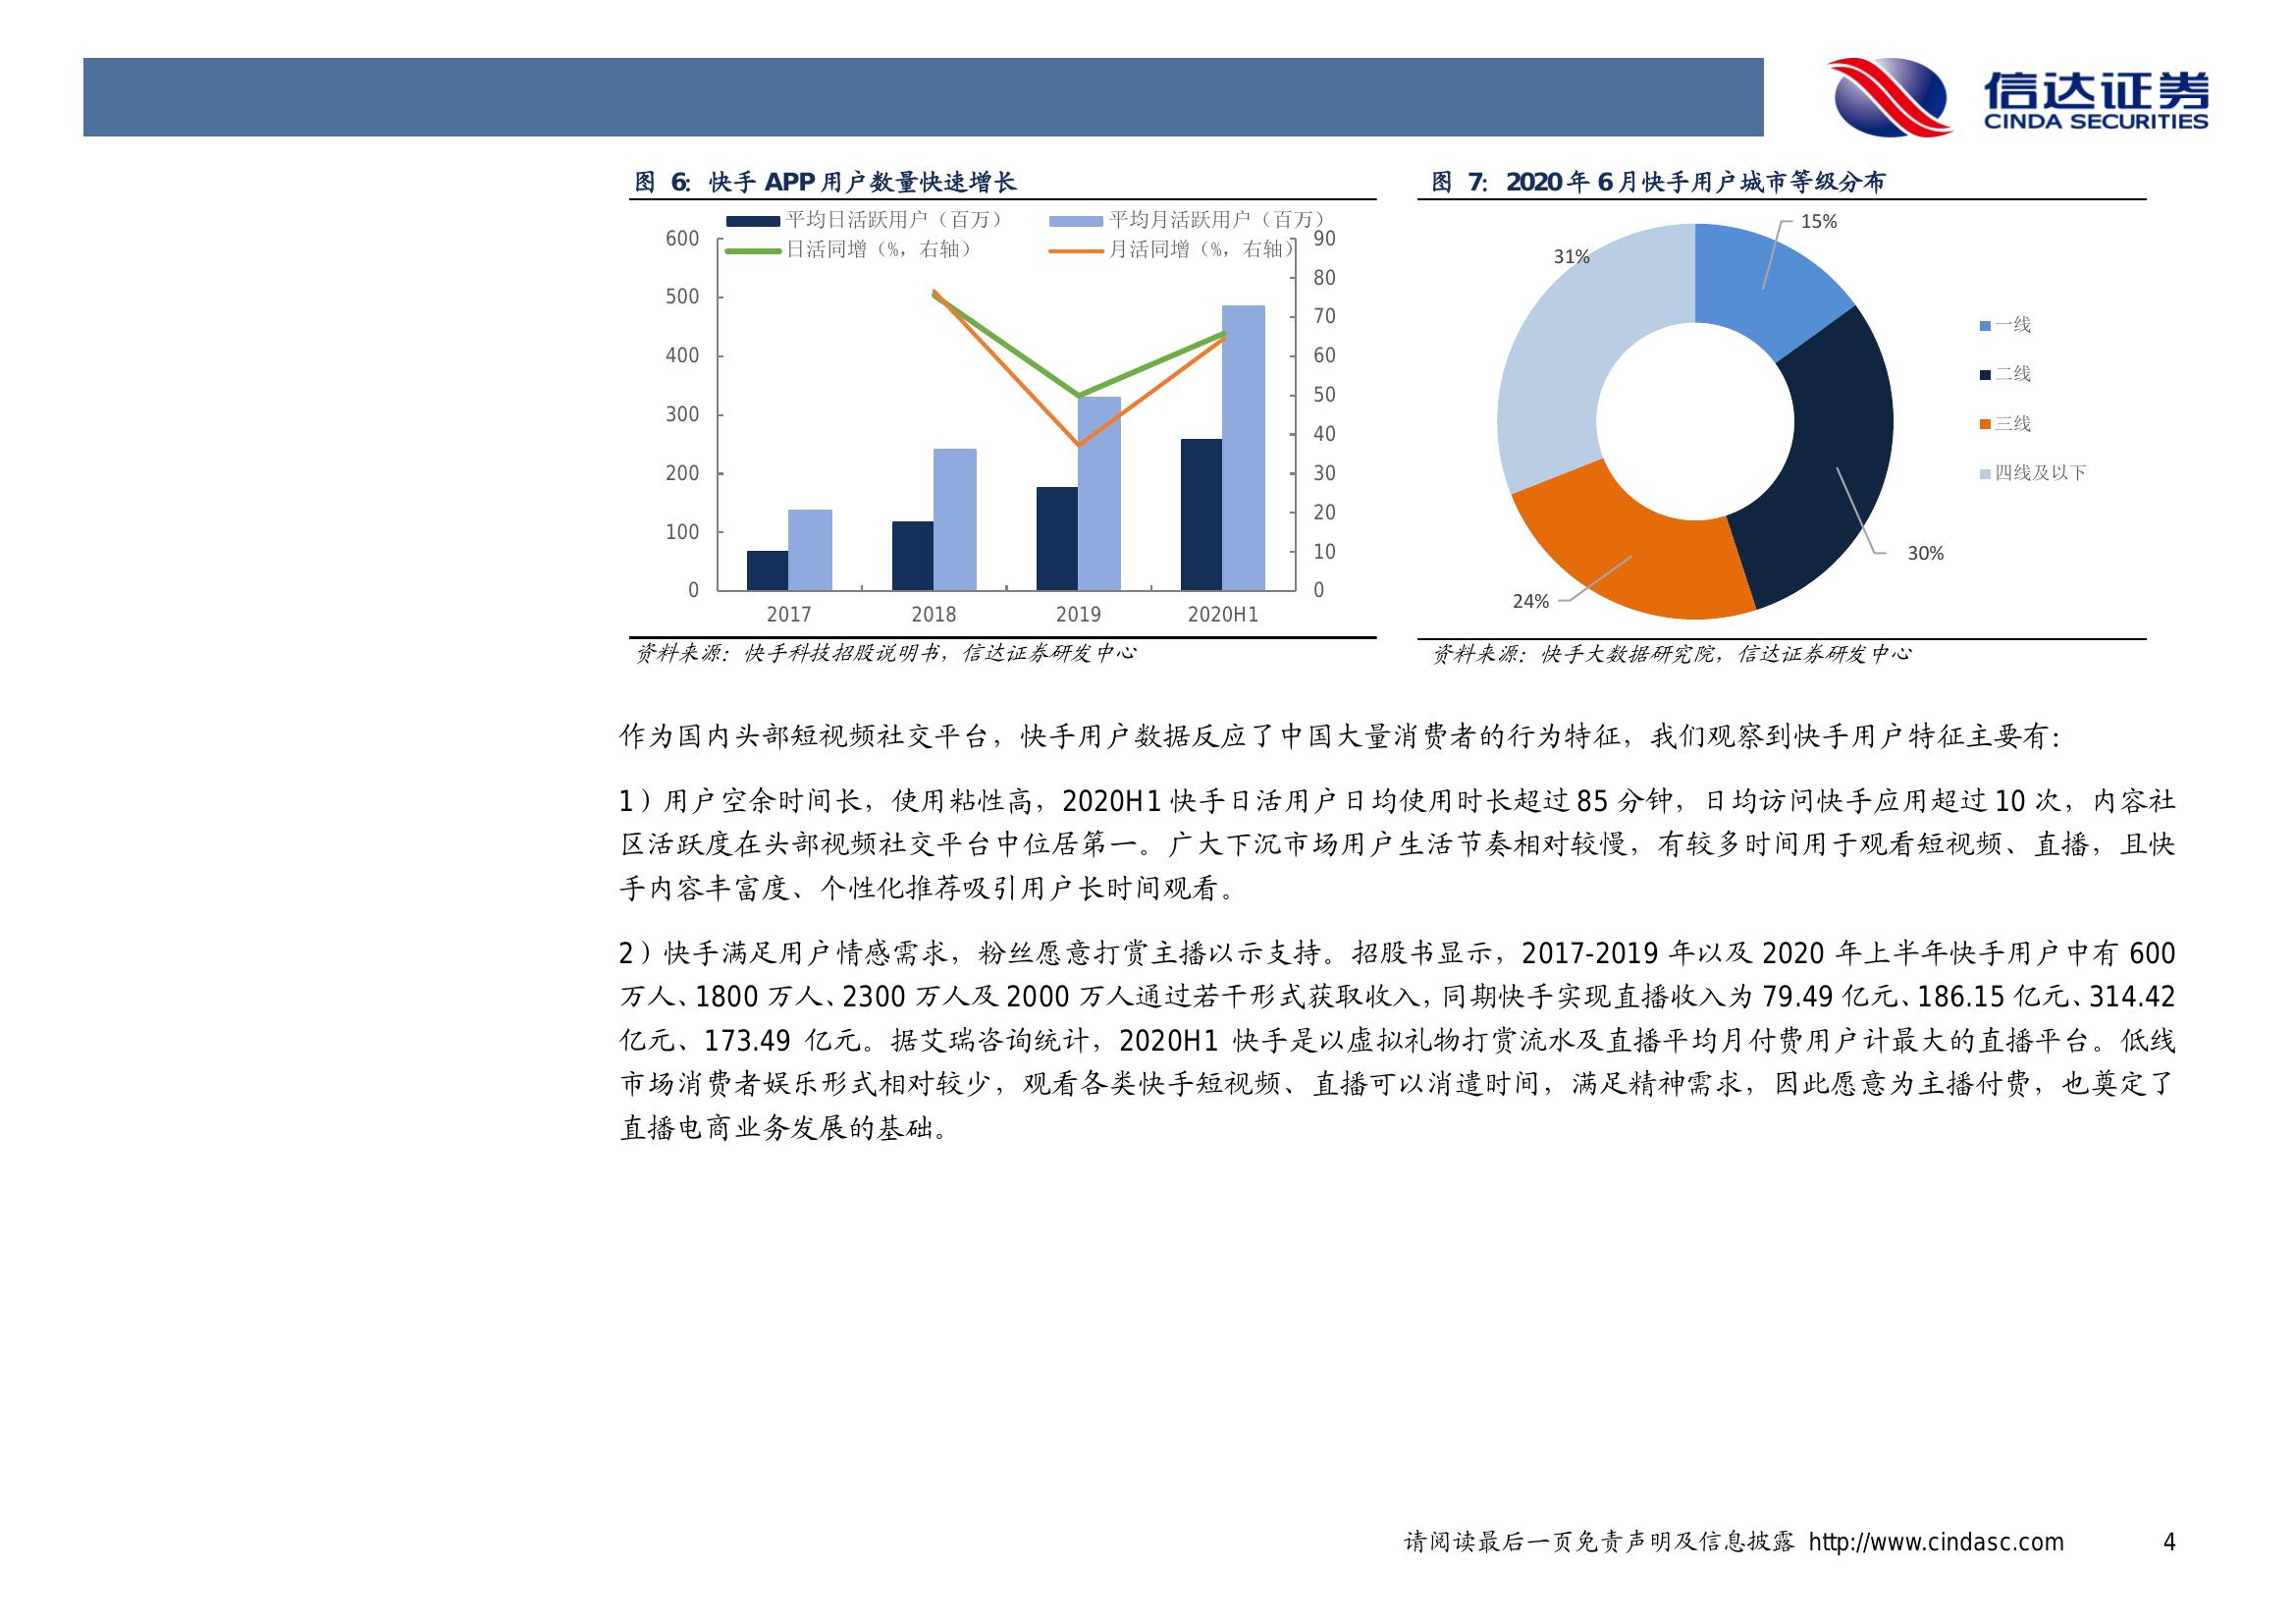 信达证券
CINDA SECURITIES
图 6：快手 APP 用户数量快速增长
平均日活跃用户（百万）
平均月活跃用户（百万）
日活同增（%，右轴）
月活同增（%，右轴）
600
500
400
300
200
100
0
90
80
70
60
50
40
30
20
10
0
2017
2018
2019
2020H1
资料来源：快手科技招股说明书，信达证券研发中心
图 7：2020 年 6 月快手用户城市等级分布
15%
31%
30%
24%
一线
二线
三线
四线及以下
资料来源：快手大数据研究院，信达证券研发中心
作为国内头部短视频社交平台，快手用户数据反应了中国大量消费者的行为特征，我们观察到快手用户特征主要有：
1）用户空余时间长，使用粘性高，2020H1 快手日活用户日均使用时长超过 85 分钟，日均访问快手应用超过 10 次，内容社
区活跃度在头部视频社交平台中位居第一。广大下沉市场用户生活节奏相对较慢，有较多时间用于观看短视频、直播，且快
手内容丰富度、个性化推荐吸引用户长时间观看。
2）快手满足用户情感需求，粉丝愿意打赏主播以示支持。招股书显示，2017-2019 年以及 2020 年上半年快手用户中有 600
万人、1800 万人、2300 万人及 2000 万人通过若干形式获取收入，同期快手实现直播收入为 79.49 亿元、186.15 亿元、314.42
亿元、173.49 亿元。据艾瑞咨询统计，2020H1 快手是以虚拟礼物打赏流水及直播平均月付费用户计最大的直播平台。低线
市场消费者娱乐形式相对较少，观看各类快手短视频、直播可以消遣时间，满足精神需求，因此愿意为主播付费，也奠定了
直播电商业务发展的基础。
请阅读最后一页免责声明及信息披露 http://www.cindasc.com 4